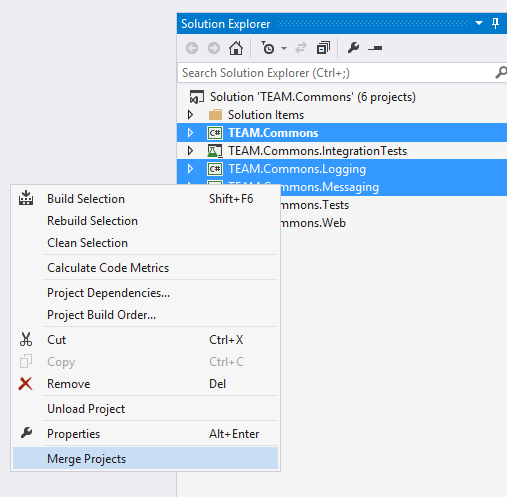 Solution Explorer
Search Solution Explorer (Ctrl+;)
Solution 'TEAM.Commons' (6 projects)
Solution Items
C# TEAM.Commons
TEAM.Commons.IntegrationTests
C# TEAM.Commons.Logging
TEAM.Commons.Messaging
mmons.Tests
mmons.Web
Build Selection Shift+F6
Rebuild Selection
Clean Selection
Calculate Code Metrics
Project Dependencies...
Project Build Order...
Cut Ctrl+X
Copy Ctrl+C
Remove Del
Unload Project
Properties Alt+Enter
Merge Projects